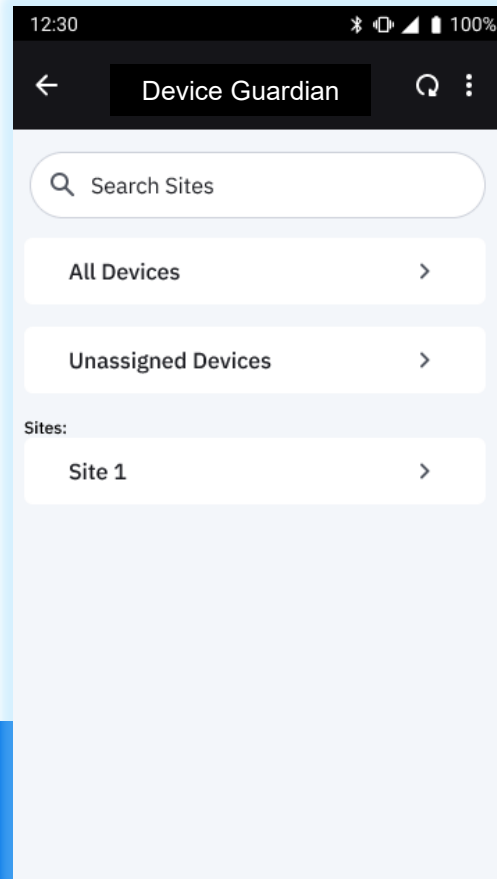 12:30 100%
Device Guardian
Search Sites
All Devices
Unassigned Devices
Sites:
Site 1